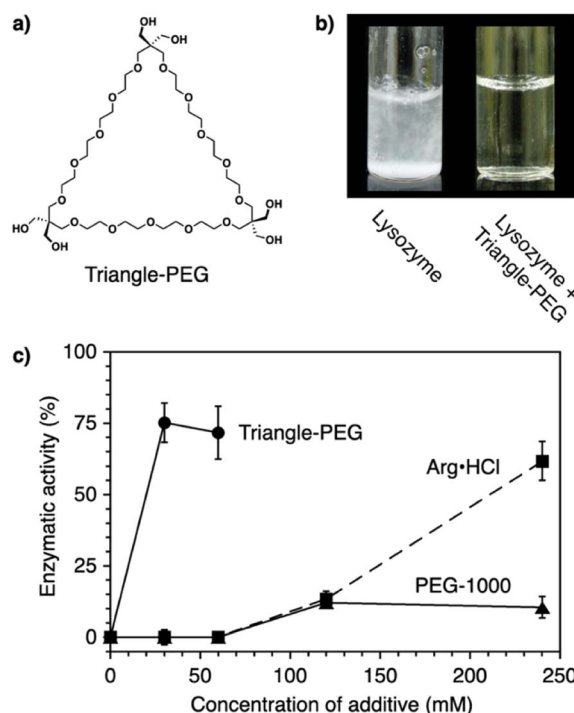 a)
OH
OH
O O
O O
O O
O O
O O
HO O O O O O OH
OH OH
Triangle-PEG
b)
Lysozyme
Lysozyme +
Triangle-PEG
c)
Enzymatic activity (%)
100
75
50
25
0
Triangle-PEG
Arg•HCl
PEG-1000
0 50 100 150 200 250
Concentration of additive (mM)